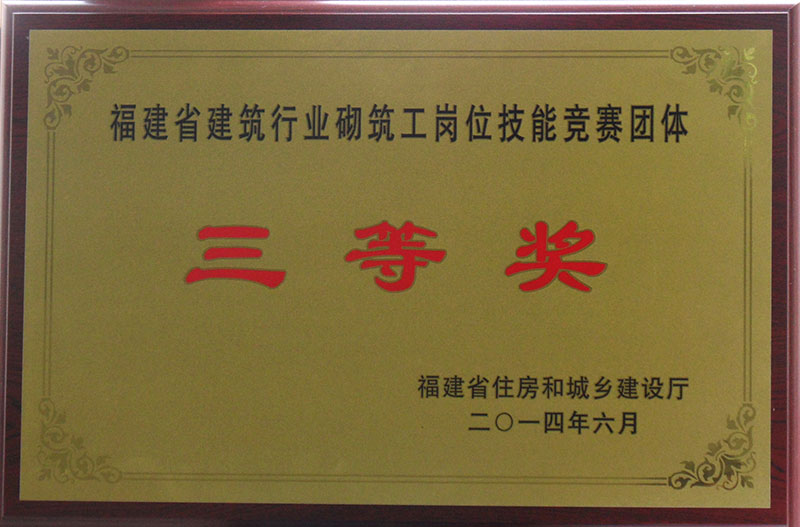 福建省建筑行业砌筑工岗位技能竞赛团体
三等奖
福建省住房和城乡建设厅
二〇一四年六月